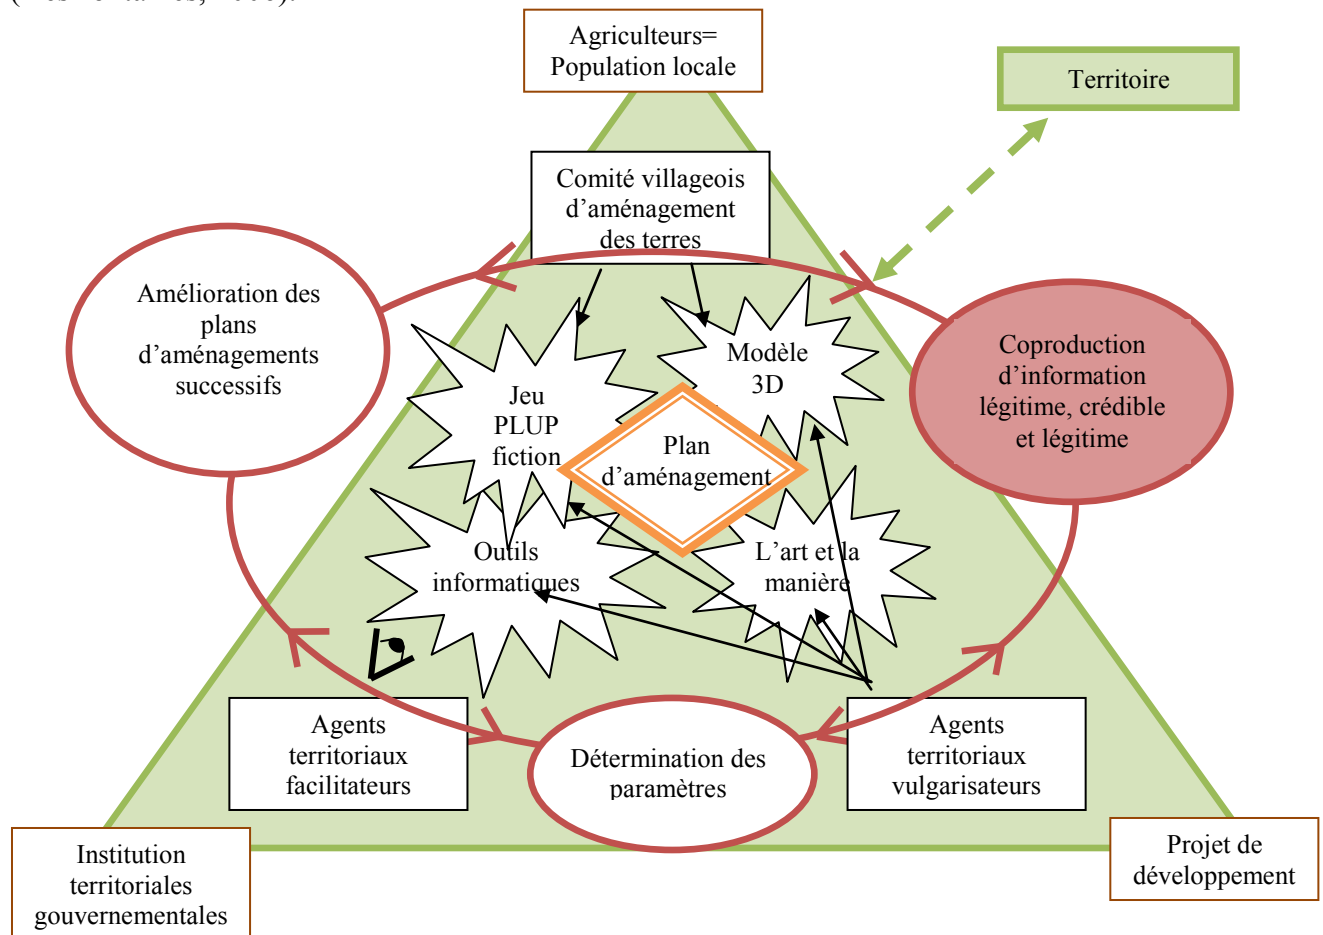 Agriculteurs=
Population locale
Territoire
Comité villageois
d’aménagement
des terres
Amélioration des
plans
d’aménagements
successifs
Modèle
3D
Coproduction
d’information
légitime, crédible
et légitime
Jeu
PLUP
fiction
Plan
d’aménagement
Outils
informatiques
L’art et la
manière
Agents
territoriaux
facilitateurs
Détermination des
paramètres
Agents
territoriaux
vulgarisateurs
Institution
territoriales
gouvernementales
Projet de
développement